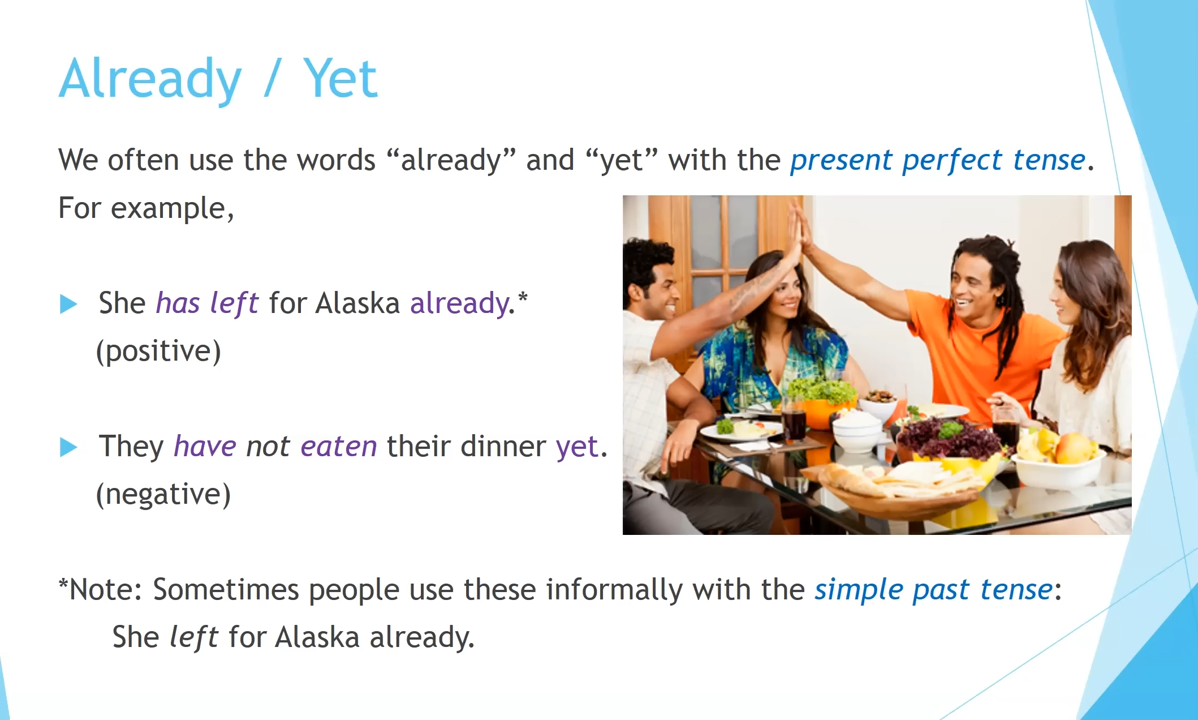 Already / Yet
We often use the words “already” and “yet” with the present perfect tense.
For example,
She has left for Alaska already.*
(positive)
They have not eaten their dinner yet.
(negative)
*Note: Sometimes people use these informally with the simple past tense:
She left for Alaska already.